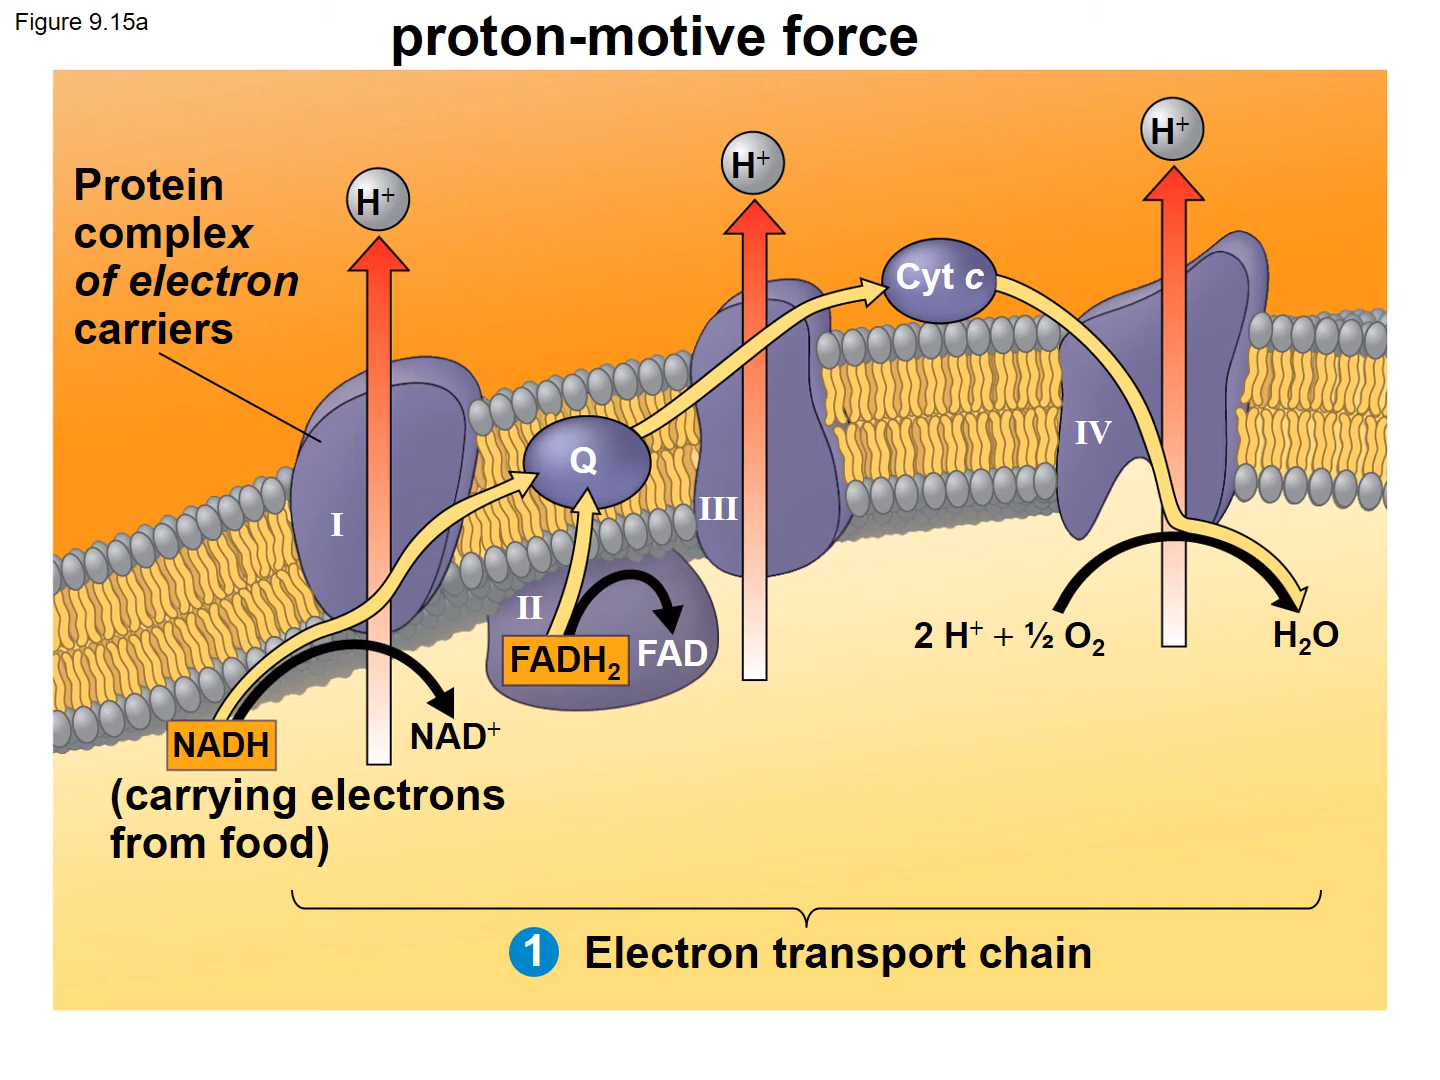 Figure 9.15a
proton-motive force
H⁺
H⁺
H⁺
Protein
complex
of electron
carriers
Cyt c
Q
I
II
III
IV
FADH₂
FAD
2 H⁺ + ½ O₂
H₂O
NADH
NAD⁺
(carrying electrons
from food)
1 Electron transport chain